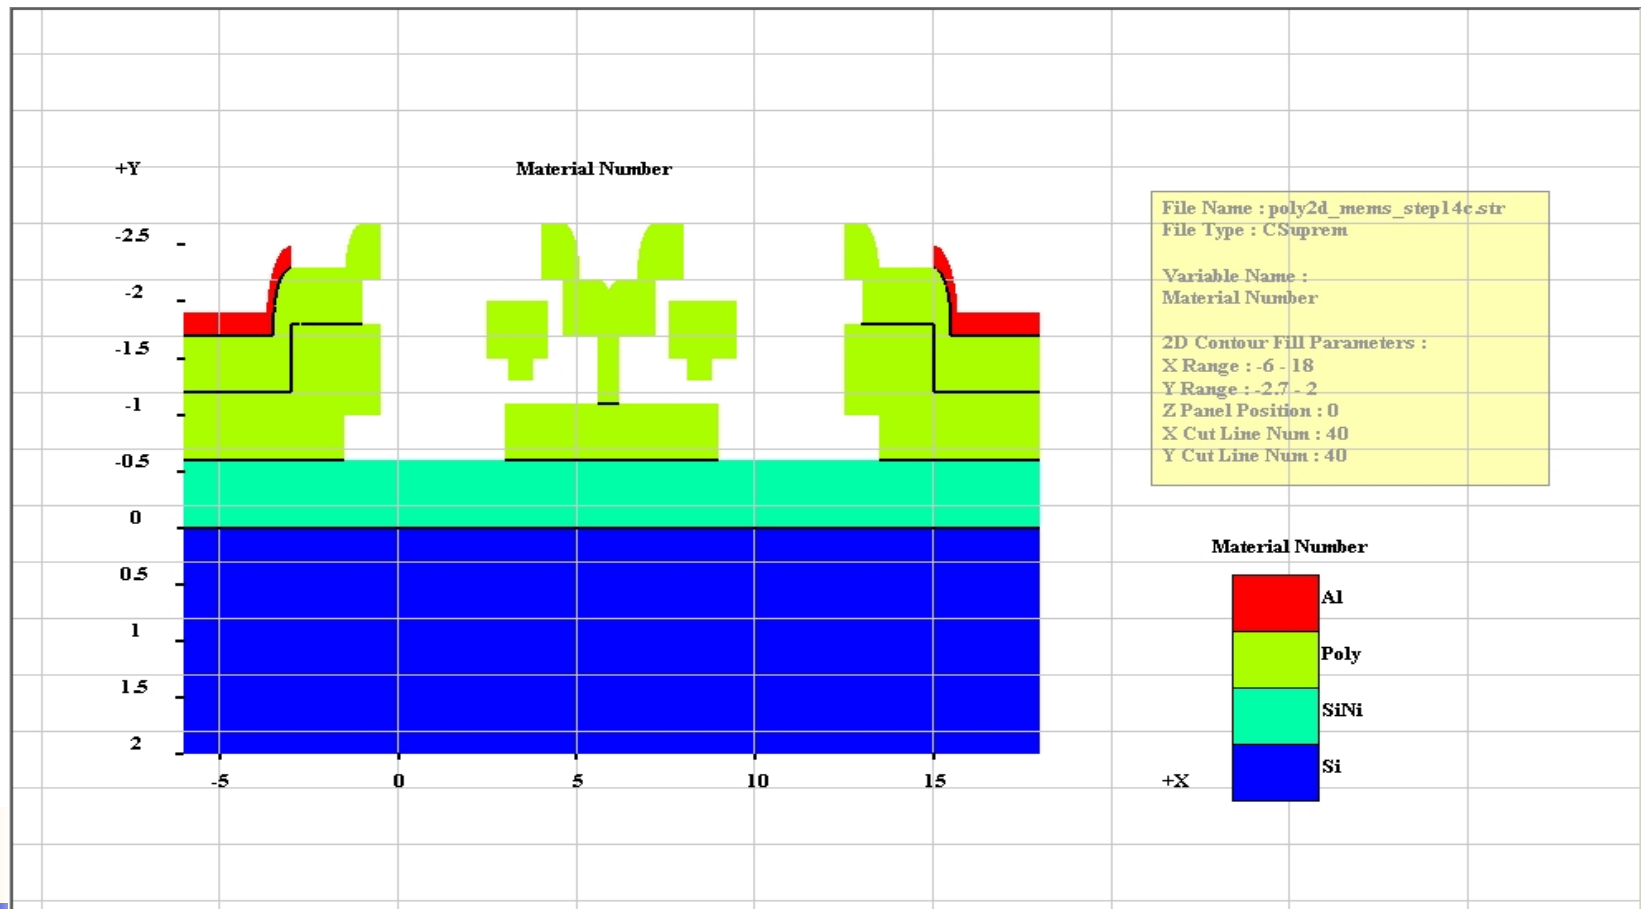 +Y
Material Number
-2.5
-2
-1.5
-1
-0.5
0
0.5
1
1.5
2
-5
0
5
10
15
+X
File Name : poly2d_mems_step14c.str
File Type : CSuprem
Variable Name :
Material Number
2D Contour Fill Parameters :
X Range : -6 - 18
Y Range : -2.7 - 2
Z Panel Position : 0
X Cut Line Num : 40
Y Cut Line Num : 40
Material Number
Al
Poly
SiNi
Si